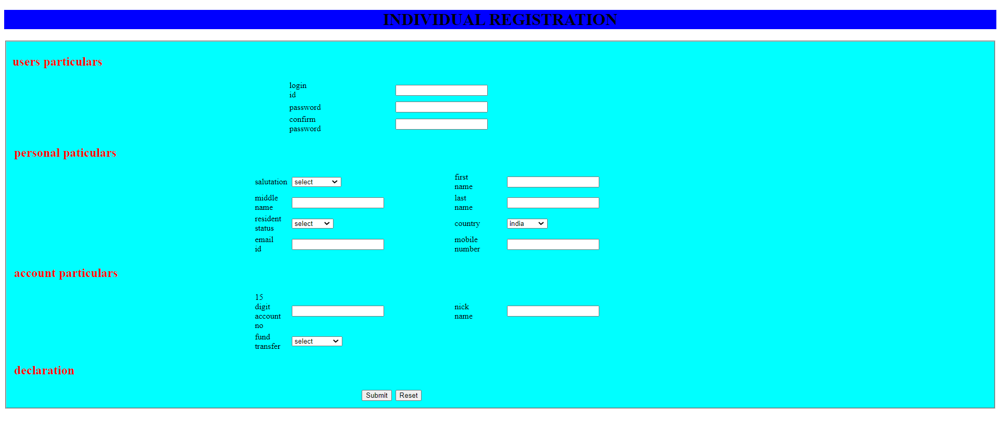 INDIVIDUAL REGISTRATION
users particulars
login
id
password
confirm
password
personal paticulars
salutation select
first
name
middle
name
last
name
resident
status
select
country india
email
id
mobile
number
account particulars
15
digit
account
no
nick
name
fund
transfer
select
declaration
Submit Reset